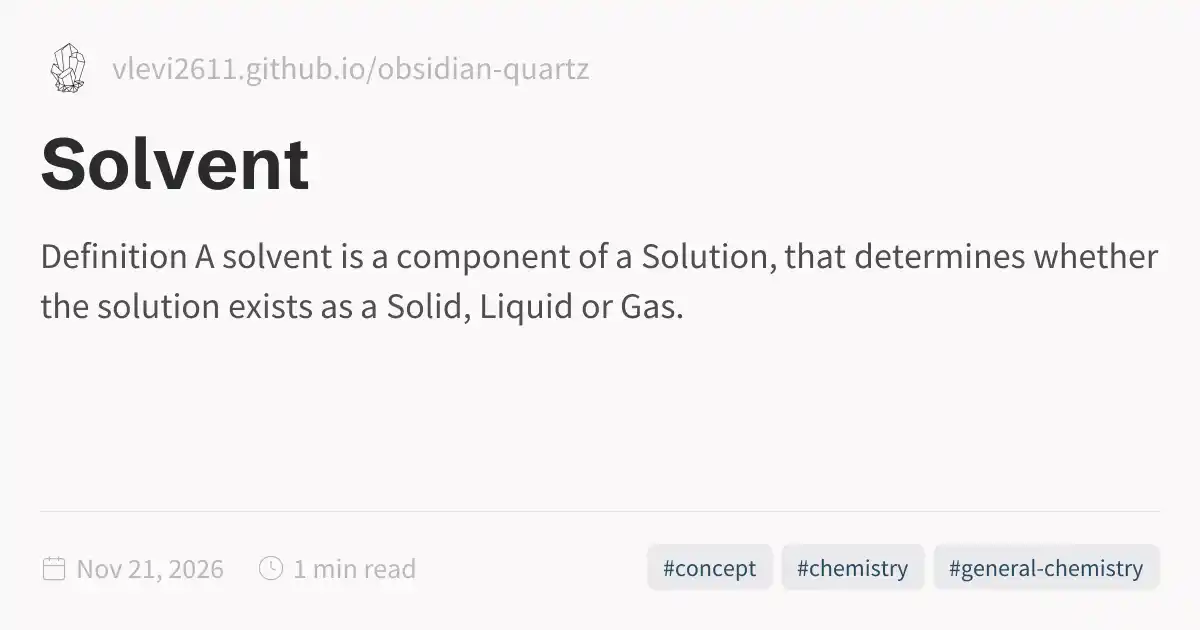 vlevi2611.github.io/obsidian-quartz
Solvent
Definition A solvent is a component of a Solution, that determines whether
the solution exists as a Solid, Liquid or Gas.
Nov 21, 2026 1 min read #concept #chemistry #general-chemistry